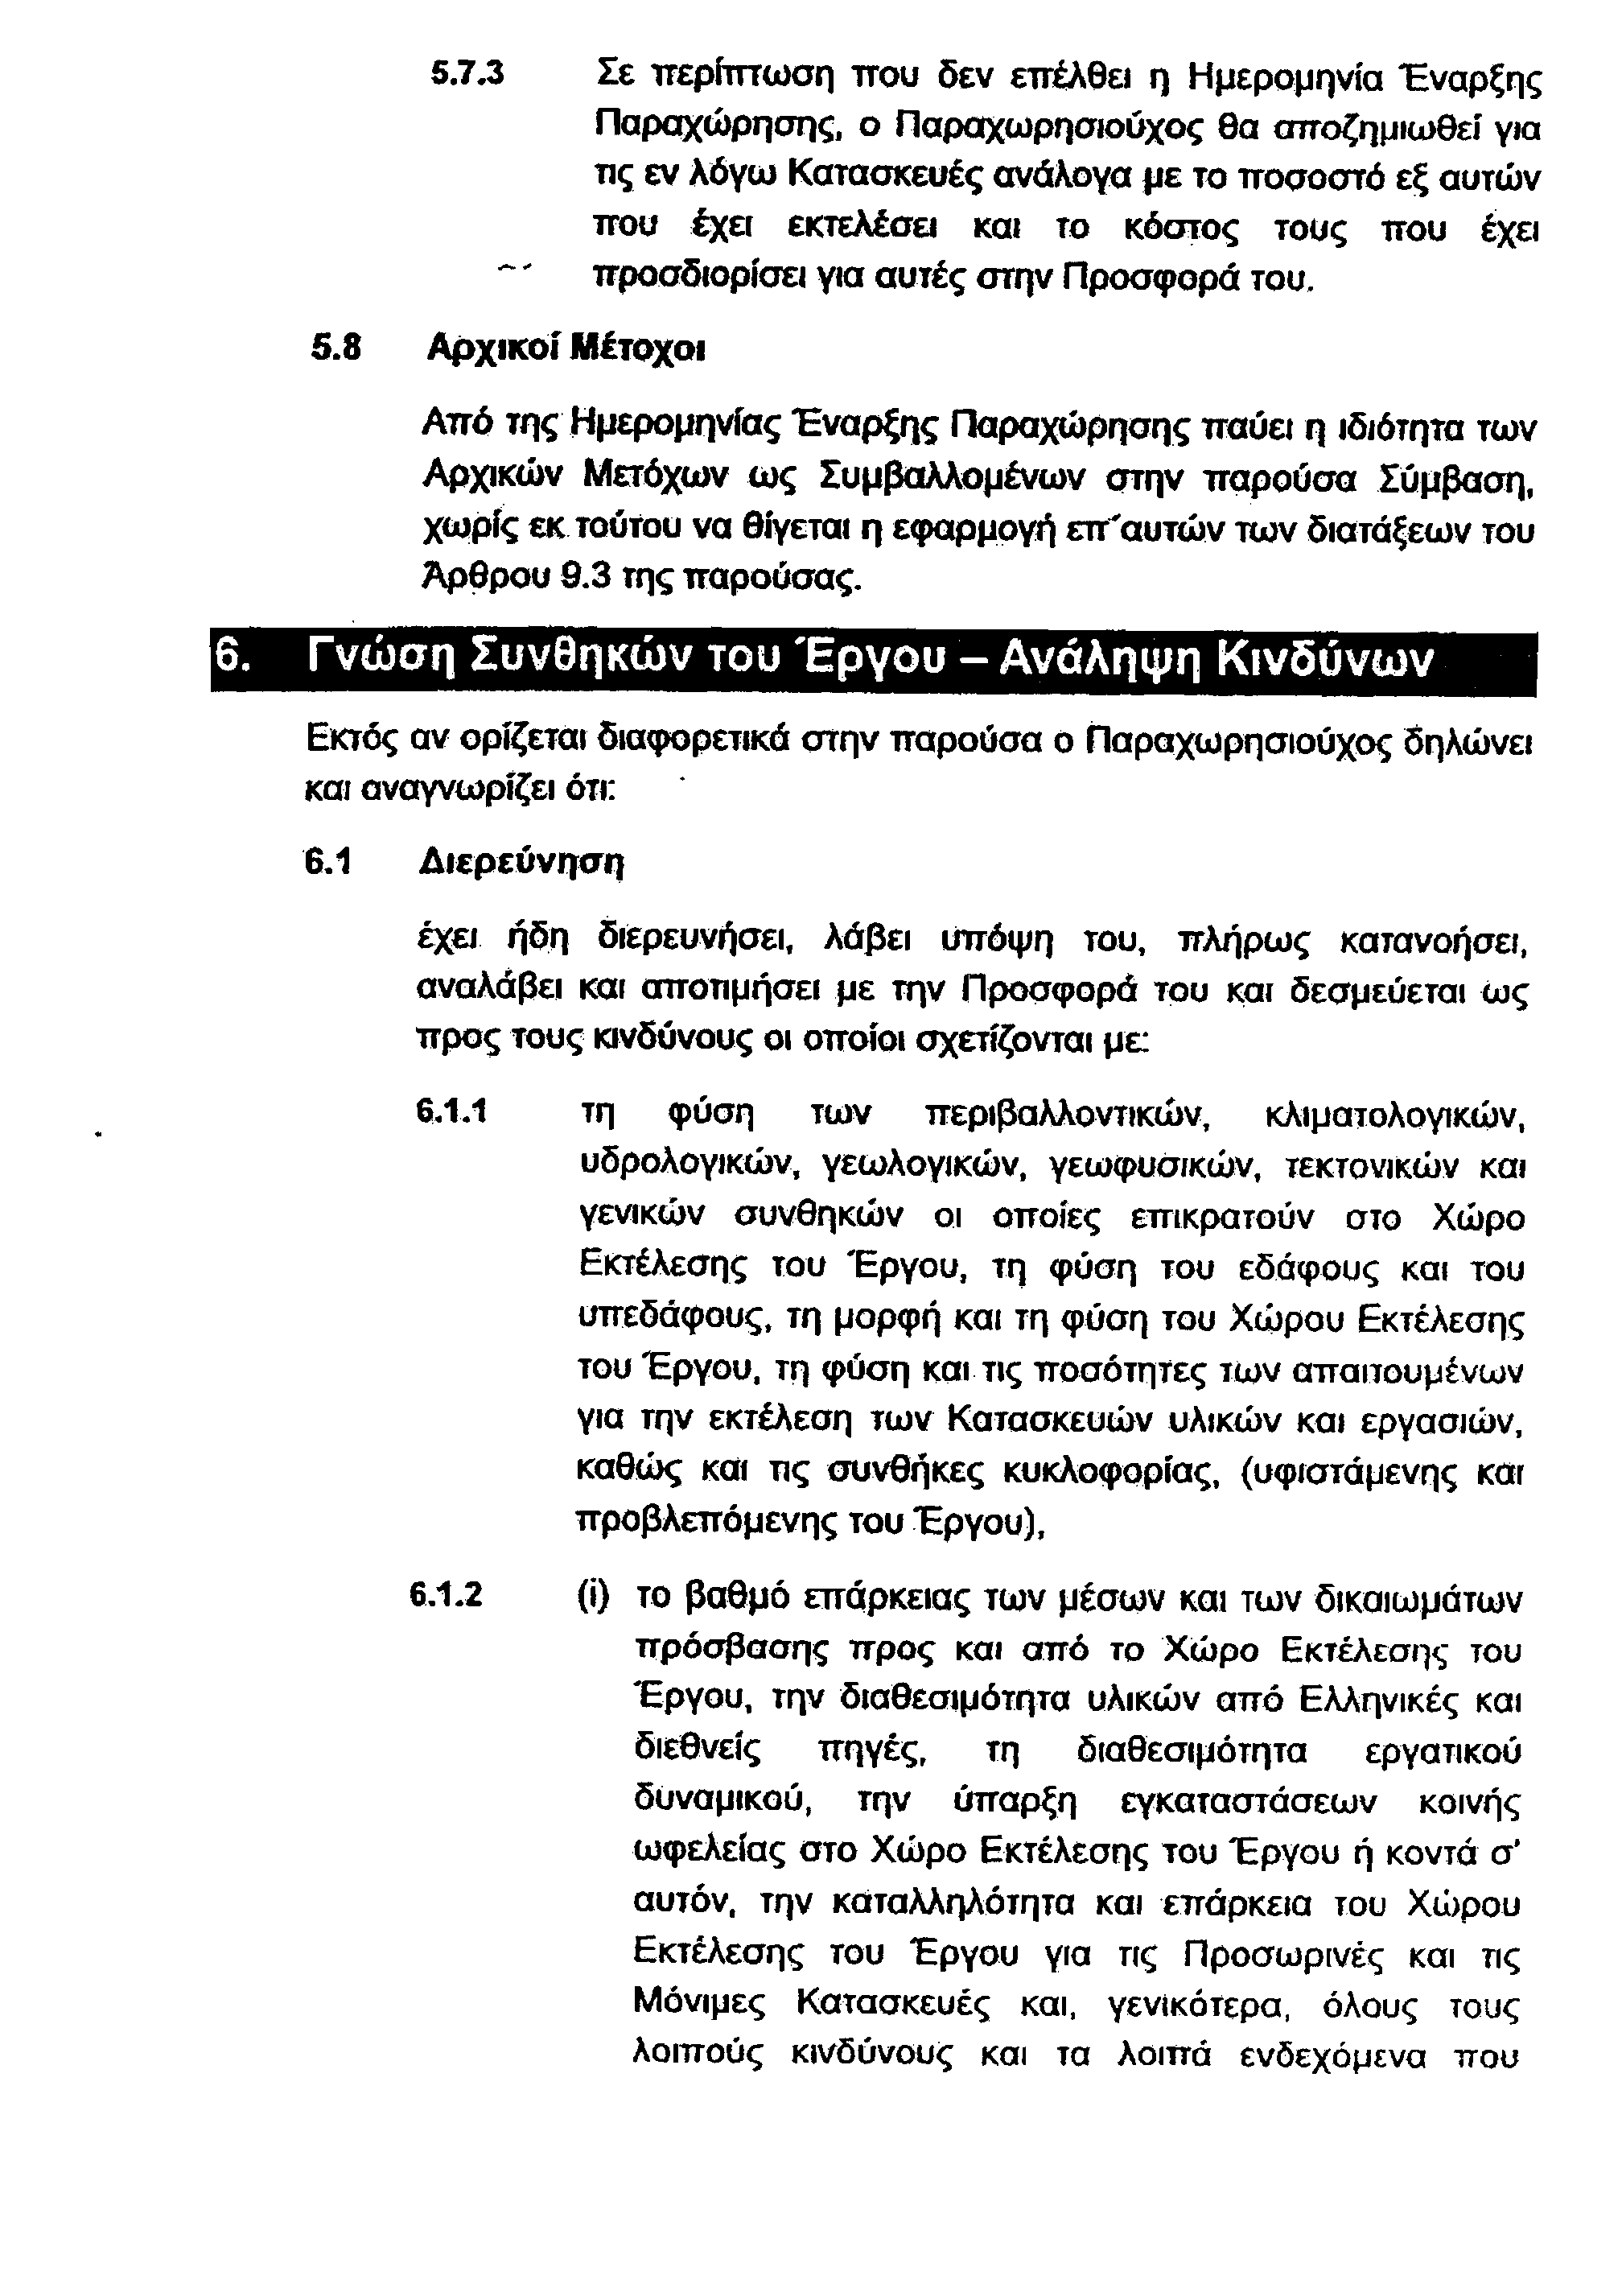 5.7.3 Σε περίπτωση που δεν επέλθει η Ημερομηνία Έναρξης
Παραχώρησης, ο Παραχωρησιούχος θα αποζημιωθεί για
τις εν λόγω Κατασκευές ανάλογα με το ποσοστό εξ αυτών
που έχει εκτελέσει και το κόστος τους που έχει
προσδιορίσει για αυτές στην Προσφορά του.
5.8 Αρχικοί Μέτοχοι
Από της Ημερομηνίας Έναρξης Παραχώρησης παύει η ιδιότητα των
Αρχικών Μετόχων ως Συμβαλλομένων στην παρούσα Σύμβαση,
χωρίς εκ τούτου να θίγεται η εφαρμογή επ΄αυτών των διατάξεων του
Άρθρου 9.3 της παρούσας.
6. Γνώση Συνθηκών του Έργου – Ανάληψη Κινδύνων
Εκτός αν ορίζεται διαφορετικά στην παρούσα ο Παραχωρησιούχος δηλώνει
και αναγνωρίζει ότι:
6.1 Διερεύνηση
έχει ήδη διερευνήσει, λάβει υπόψη του, πλήρως κατανοήσει,
αναλάβει και αποτιμήσει με την Προσφορά του και δεσμεύεται ως
προς τους κινδύνους οι οποίοι σχετίζονται με:
6.1.1 τη φύση των περιβαλλοντικών, κλιματολογικών,
υδρολογικών, γεωλογικών, γεωφυσικών, τεκτονικών και
γενικών συνθηκών οι οποίες επικρατούν στο Χώρο
Εκτέλεσης του Έργου, τη φύση του εδάφους και του
υπεδάφους, τη μορφή και τη φύση του Χώρου Εκτέλεσης
του Έργου, τη φύση και τις ποσότητες των απαιτουμένων
για την εκτέλεση των Κατασκευών υλικών και εργασιών,
καθώς και τις συνθήκες κυκλοφορίας, (υφιστάμενης και
προβλεπόμενης του Έργου),
6.1.2 (i) το βαθμό επάρκειας των μέσων και των δικαιωμάτων
πρόσβασης προς και από το Χώρο Εκτέλεσης του
Έργου, την διαθεσιμότητα υλικών από Ελληνικές και
διεθνείς πηγές, τη διαθεσιμότητα εργατικού
δυναμικού, την ύπαρξη εγκαταστάσεων κοινής
ωφελείας στο Χώρο Εκτέλεσης του Έργου ή κοντά σ'
αυτόν, την καταλληλότητα και επάρκεια του Χώρου
Εκτέλεσης του Έργου για τις Προσωρινές και τις
Μόνιμες Κατασκευές και, γενικότερα, όλους τους
λοιπούς κινδύνους και τα λοιπά ενδεχόμενα που